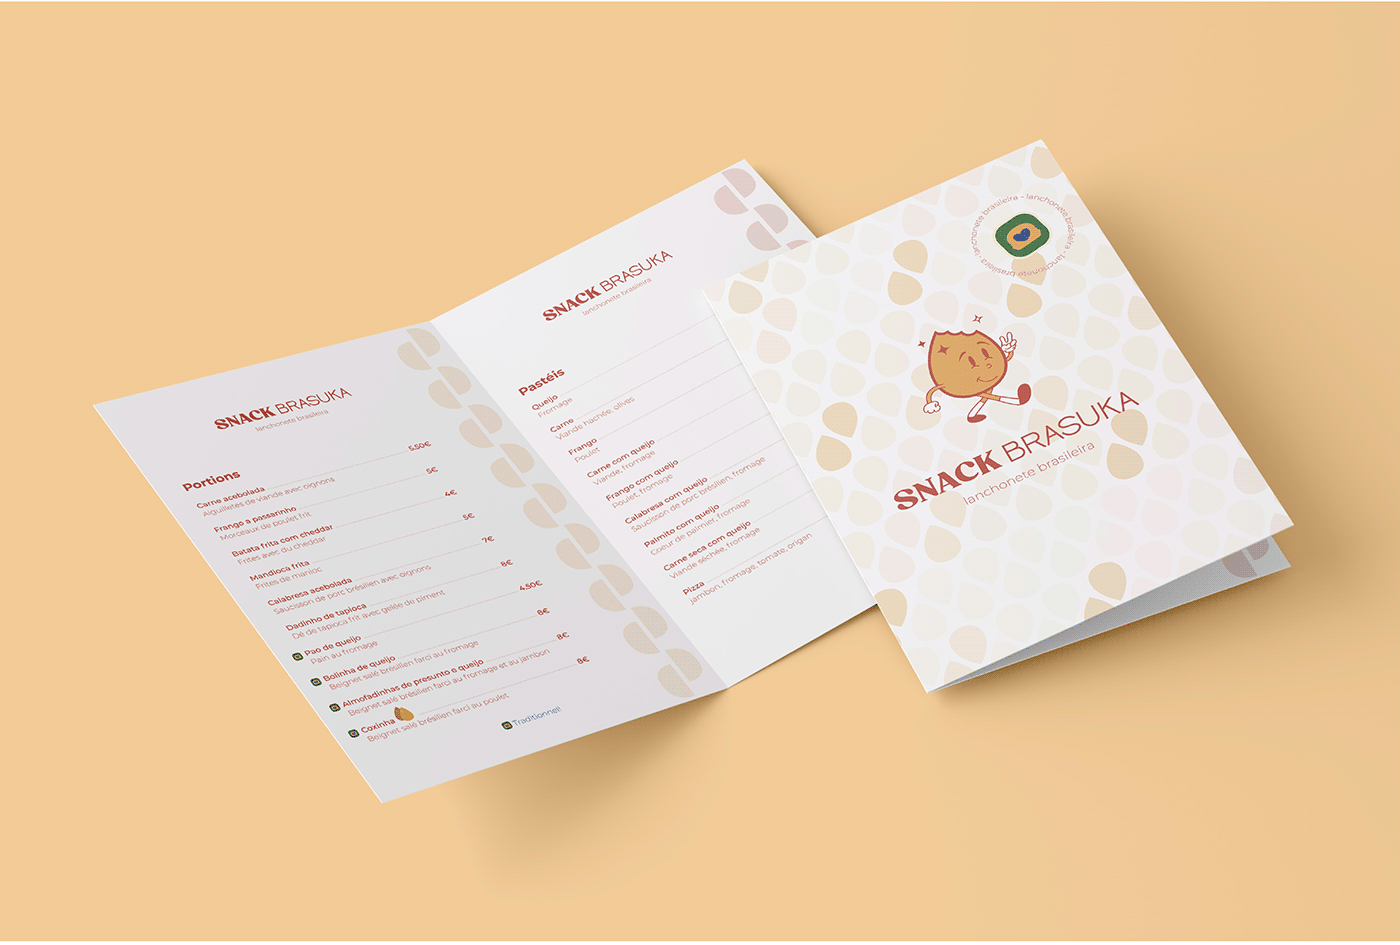 SNACK BRASUKA
lanchonete brasileira
Portions
Carne acebolada 5,50€
Aiguilletes de viande avec oignons
Frango a passarinho 5€
Morceaux de poulet frit
Batata frita com cheddar 4€
Frites avec du cheddar
Mandioca frita 5€
Frites de manioc
Calabresa acebolada 7€
Saucisson de porc brésilien avec oignons
Dadinho de tapioca 8€
Dé de tapioca frit avec gelée de piment
Pao de queijo 4,50€
Pain au fromage
Bolinha de queijo 6€
Beignet salé brésilien farci au fromage
Almofadinhas de presunto e queijo 8€
Beignet salé brésilien farci au fromage et au jambon
Coxinha 8€
Beignet salé brésilien farci au poulet
Traditionnel!
SNACK BRASUKA
lanchonete brasileira
Pastéis
Queijo
Fromage
Carne
Viande hachée, olives
Frango
Poulet
Carne com queijo
Viande, fromage
Frango com queijo
Poulet, fromage
Calabresa com queijo
Saucisson de porc brésilien, fromage
Palmito com queijo
Coeur de palmier, fromage
Carne seca com queijo
Viande séchée, fromage
Pizza
jambon, fromage, tomate, origan
lanchonete brasileira - lanchonete brasileira - lanchonete brasileira -
SNACK BRASUKA
lanchonete brasileira